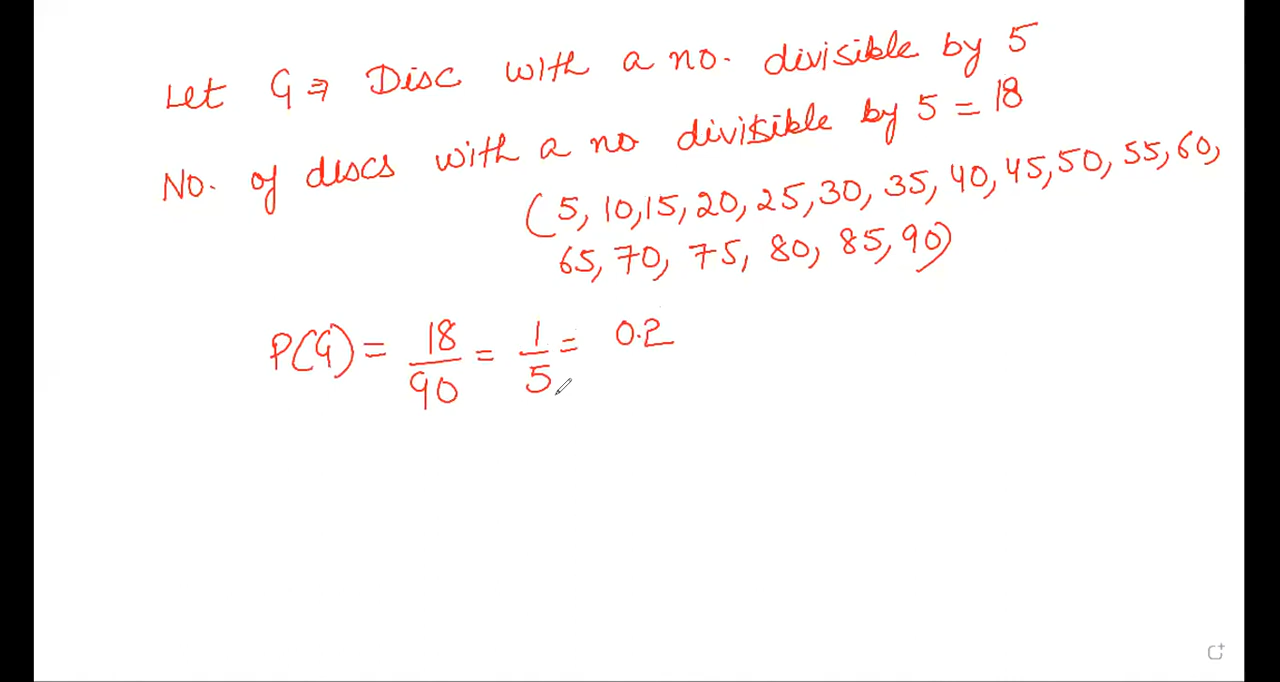 Let G ⇒ Disc with a no. divisible by 5
No. of discs with a no divisible by 5 = 18
(5, 10, 15, 20, 25, 30, 35, 40, 45, 50, 55, 60,
65, 70, 75, 80, 85, 90)
P(G) = 18/90 = 1/5 = 0.2